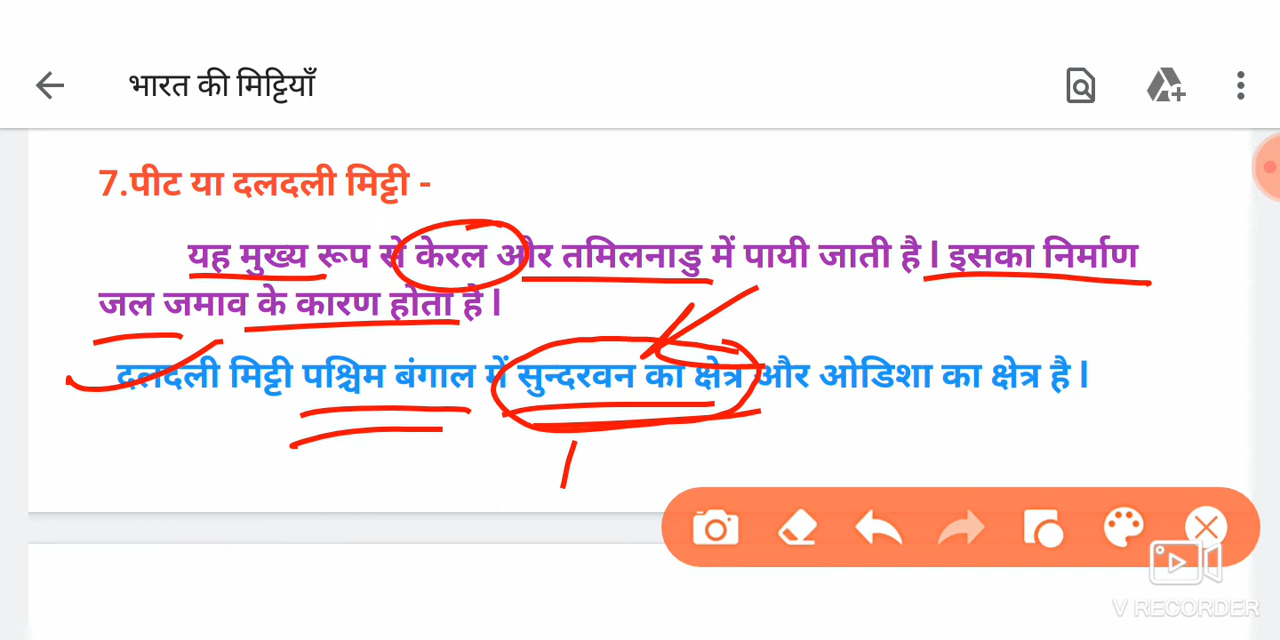 भारत की मिट्टियाँ
7.पीट या दलदली मिट्टी -
यह मुख्य रूप से केरल और तमिलनाडु में पायी जाती है। इसका निर्माण
जल जमाव के कारण होता है।
दलदली मिट्टी पश्चिम बंगाल में सुन्दरवन का क्षेत्र और ओडिशा का क्षेत्र है।
V RECORDER